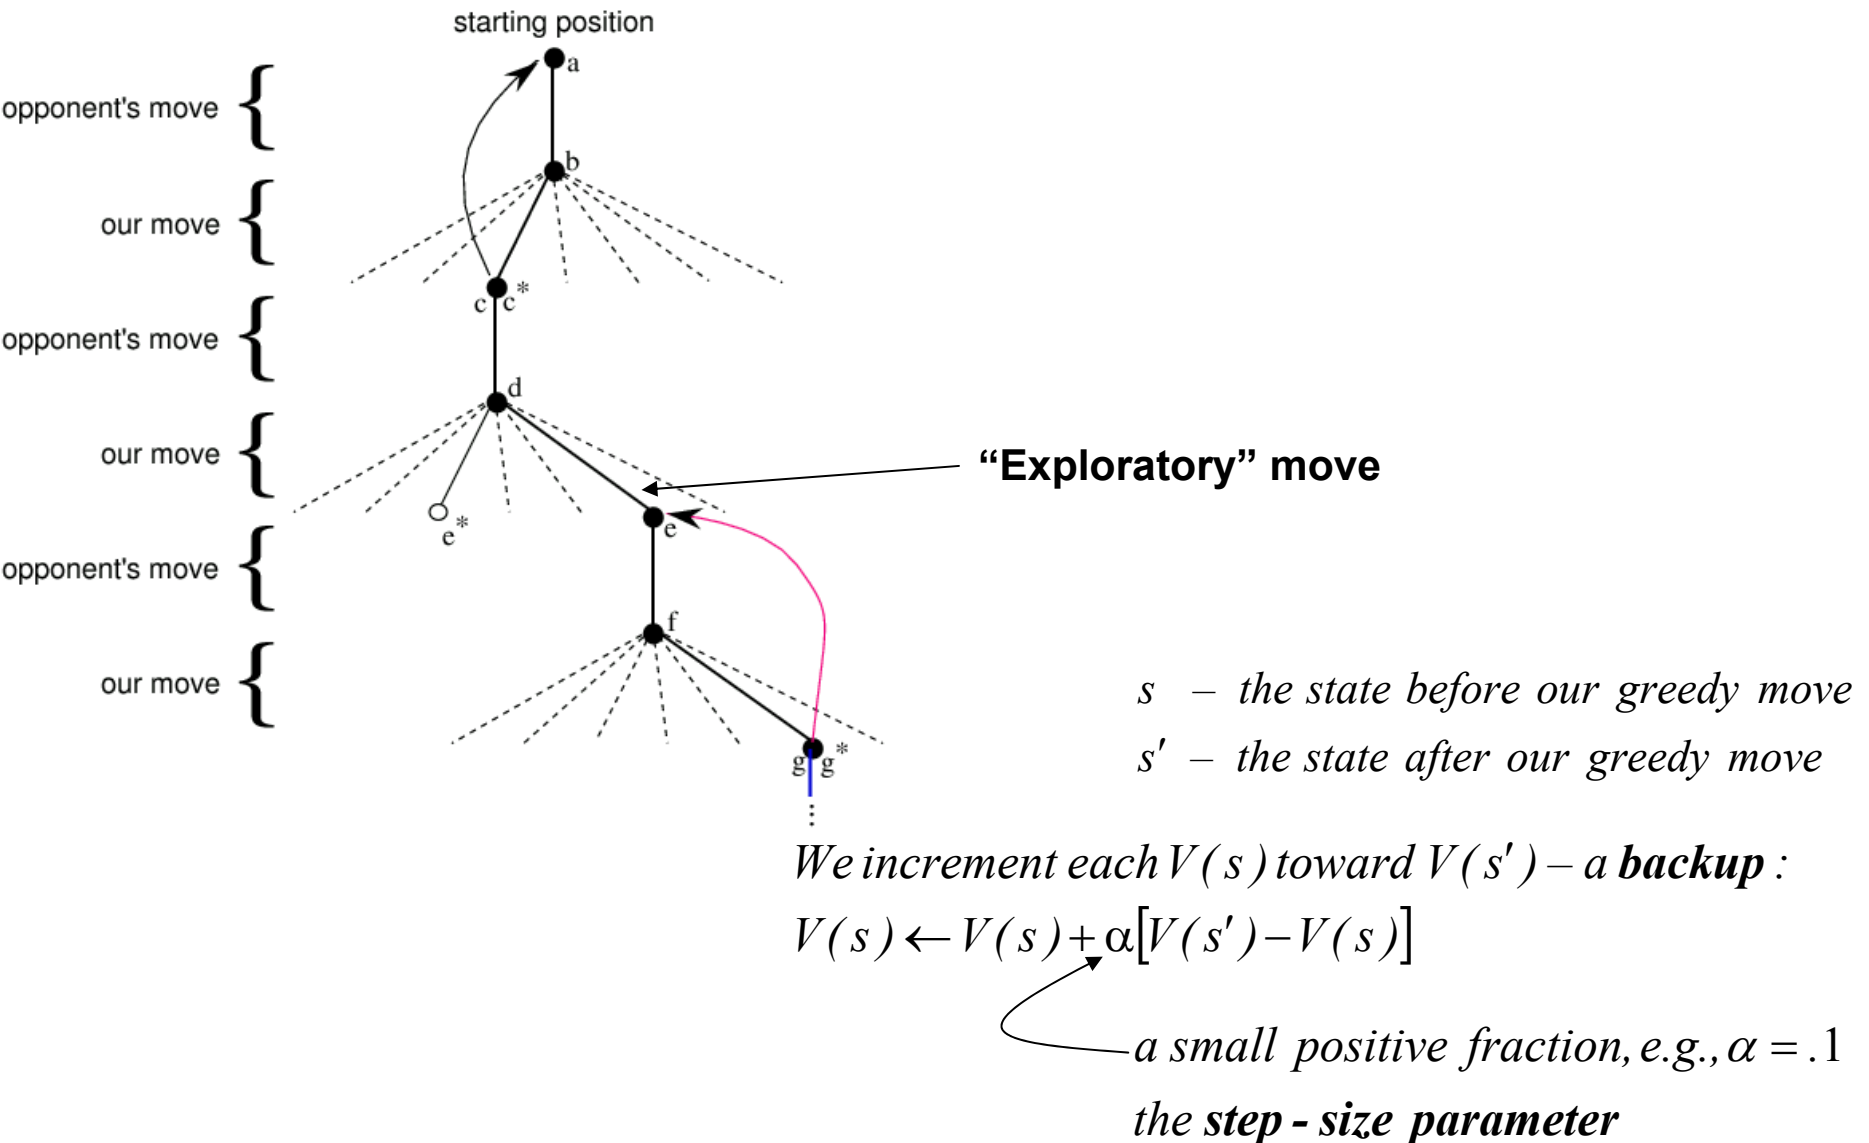 starting position
a
opponent's move {
b
our move {
c c*
opponent's move {
d
our move {
“Exploratory” move
e*
e
opponent's move {
f
our move {
s – the state before our greedy move
s′ – the state after our greedy move
g g*
We increment each V(s) toward V(s′) – a backup :
V(s) ← V(s) + α[V(s′) – V(s)]
a small positive fraction, e.g., α = .1
the step - size parameter